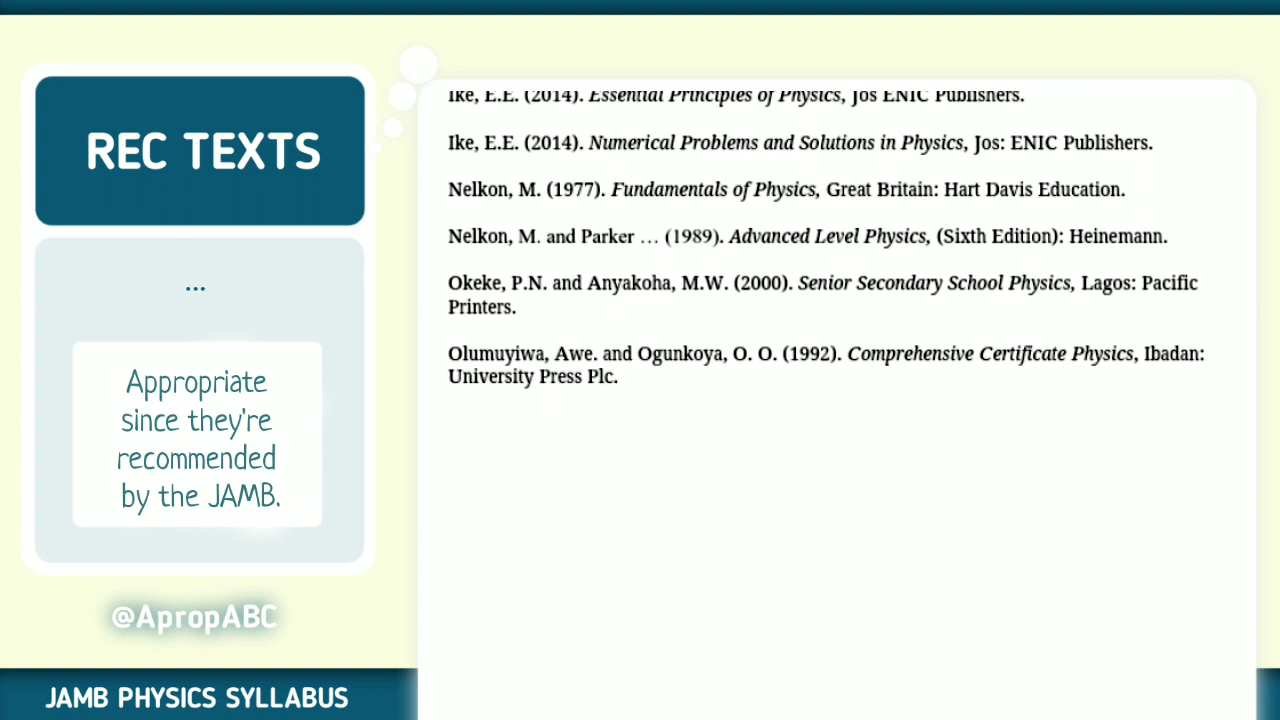 REC TEXTS
...
Appropriate
since they're
recommended
by the JAMB.
@ApropABC
JAMB PHYSICS SYLLABUS
Ike, E.E. (2014). Essential Principles of Physics, Jos ENIC Publishers.
Ike, E.E. (2014). Numerical Problems and Solutions in Physics, Jos: ENIC Publishers.
Nelkon, M. (1977). Fundamentals of Physics, Great Britain: Hart Davis Education.
Nelkon, M. and Parker … (1989). Advanced Level Physics, (Sixth Edition): Heinemann.
Okeke, P.N. and Anyakoha, M.W. (2000). Senior Secondary School Physics, Lagos: Pacific
Printers.
Olumuyiwa, Awe. and Ogunkoya, O. O. (1992). Comprehensive Certificate Physics, Ibadan:
University Press Plc.